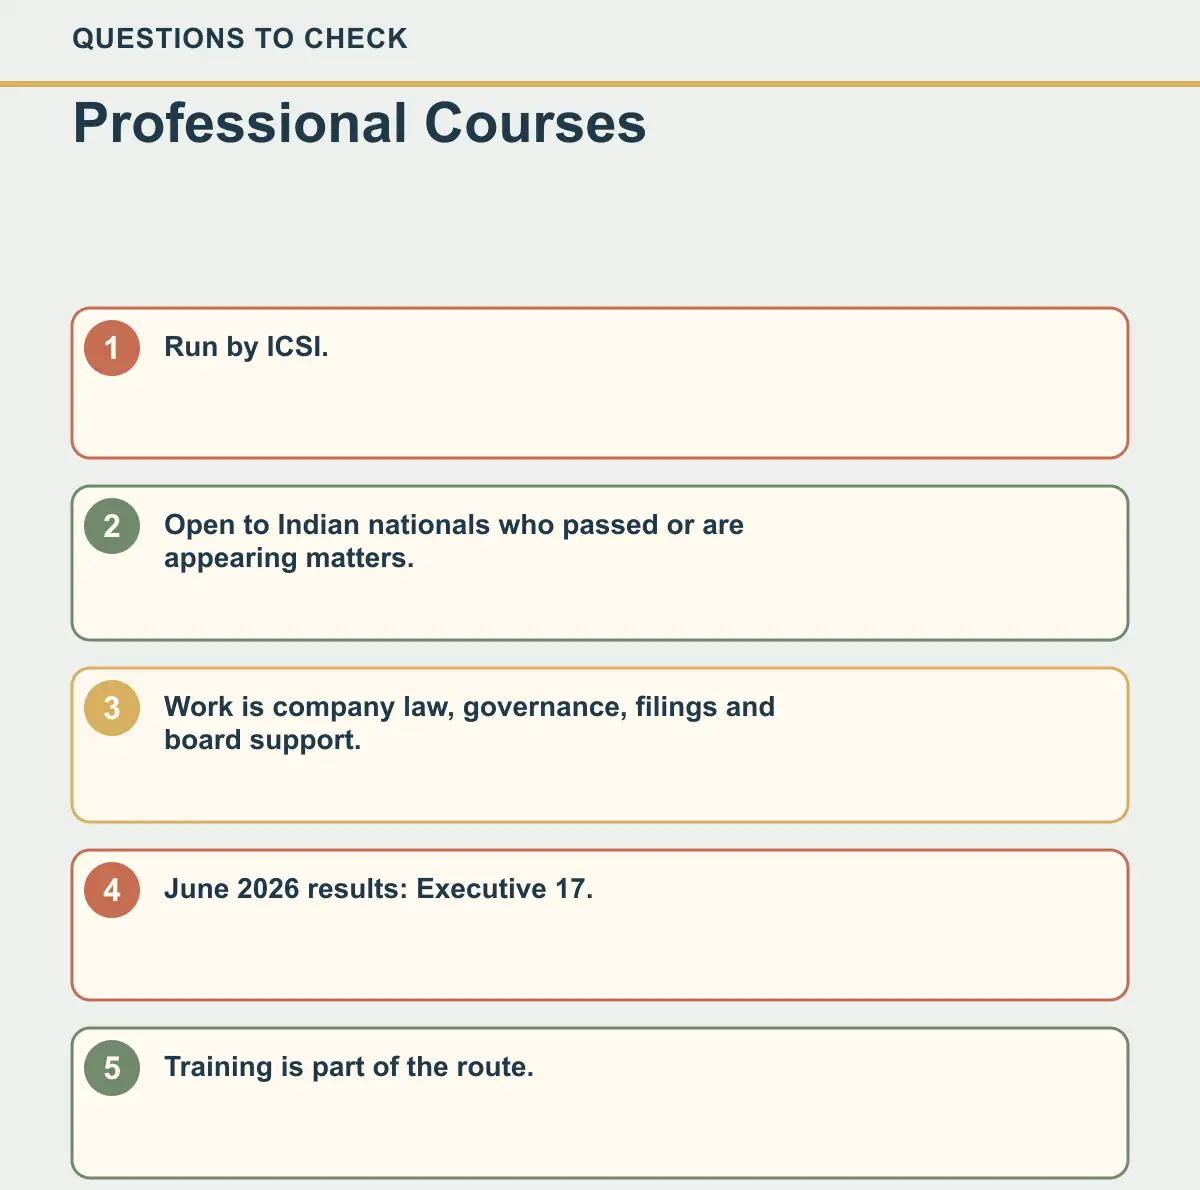 QUESTIONS TO CHECK
Professional Courses
1
Run by ICSI.
2
Open to Indian nationals who passed or are
appearing matters.
3
Work is company law, governance, filings and
board support.
4
June 2026 results: Executive 17.
5
Training is part of the route.